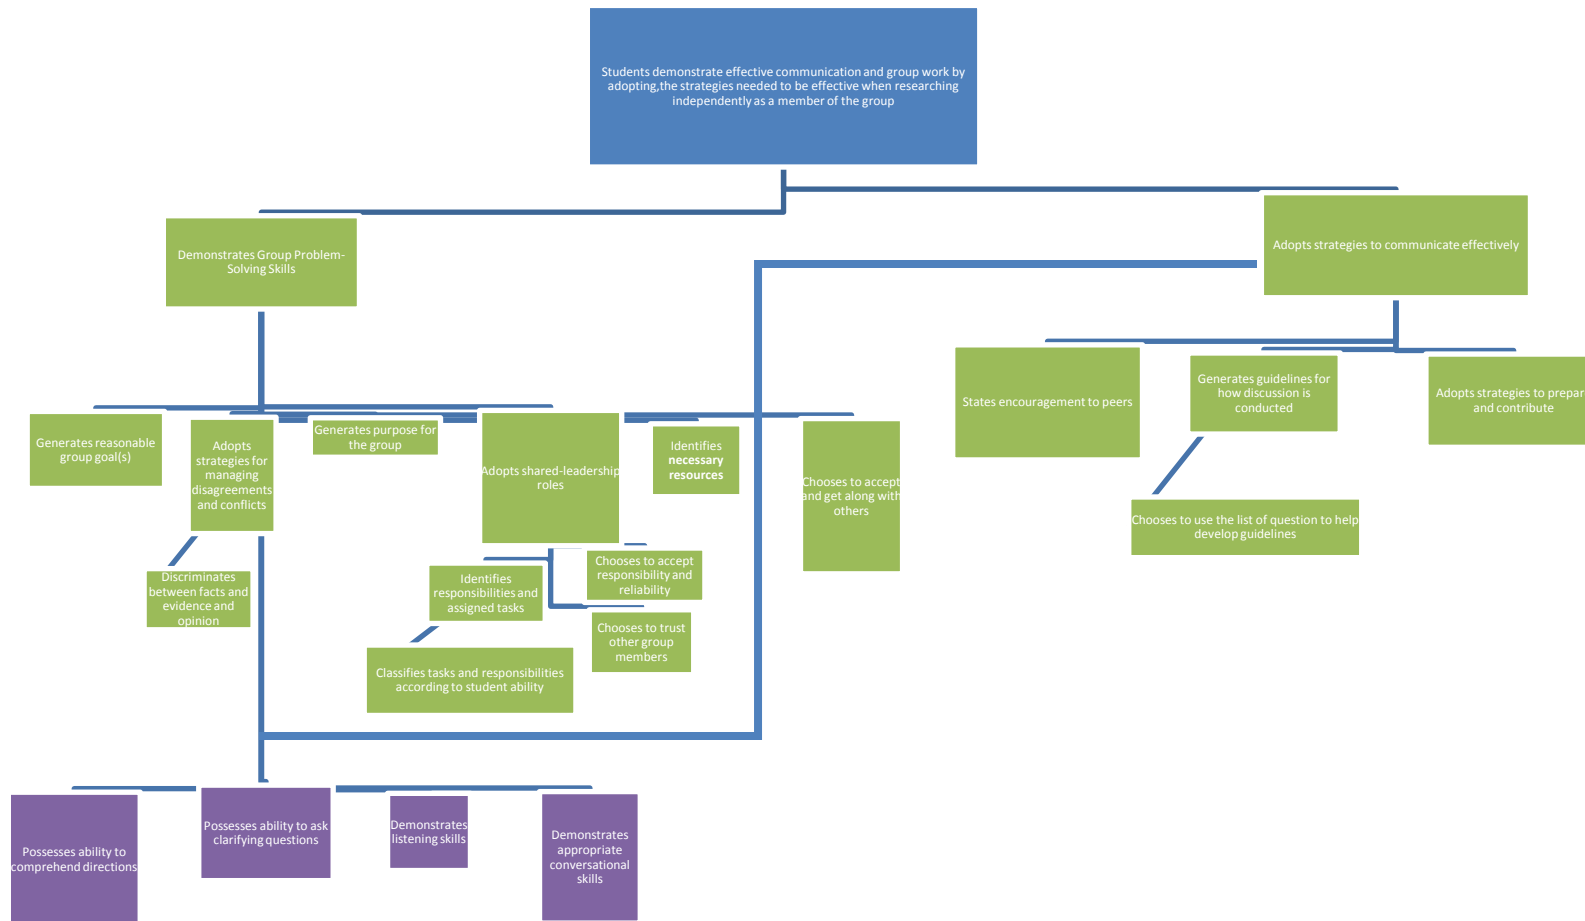 Students demonstrate effective communication and group work by
adopting,the strategies needed to be effective when researching
independently as a member of the group
Demonstrates Group Problem-
Solving Skills
Adopts strategies to communicate effectively
Generates reasonable
group goal(s)
Adopts
strategies for
managing
disagreements
and conflicts
Generates purpose for
the group
Adopts shared-leadership
roles
Identifies
necessary
resources
Chooses to accept
and get along with
others
States encouragement to peers
Generates guidelines for
how discussion is
conducted
Adopts strategies to prepar
and contribute
Chooses to use the list of question to help
develop guidelines
Discriminates
between facts and
evidence and
opinion
Identifies
responsibilities and
assigned tasks
Chooses to accept
responsibility and
reliability
Chooses to trust
other group
members
Classifies tasks and responsibilities
according to student ability
Possesses ability to
comprehend directions
Possesses ability to ask
clarifying questions
Demonstrates
listening skills
Demonstrates
appropriate
conversational
skills